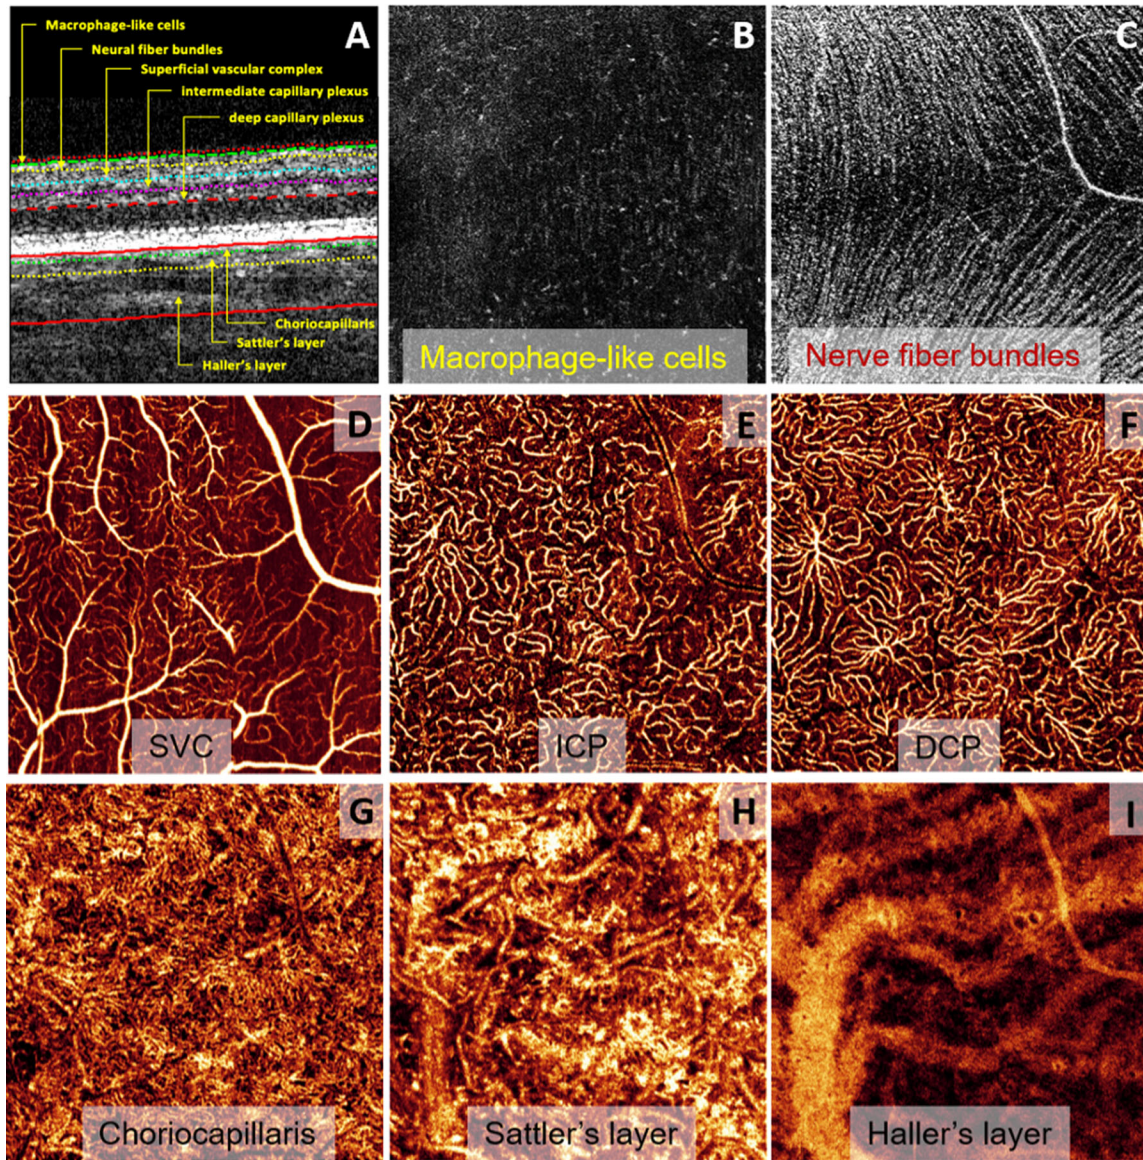 A
Macrophage-like cells
Neural fiber bundles
Superficial vascular complex
intermediate capillary plexus
deep capillary plexus
Choriocapillaris
Sattler's layer
Haller's layer
B
Macrophage-like cells
C
Nerve fiber bundles
D
SVC
E
ICP
F
DCP
G
Choriocapillaris
H
Sattler's layer
I
Haller's layer